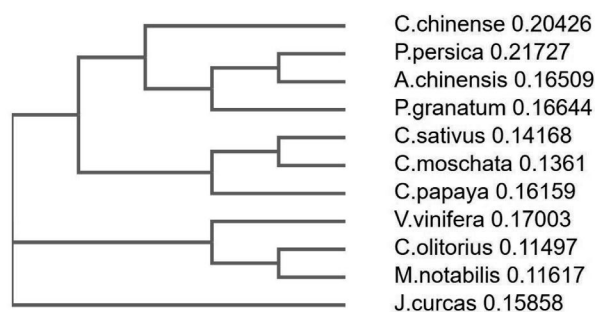 C.chinense 0.20426
P.persica 0.21727
A.chinensis 0.16509
P.granatum 0.16644
C.sativus 0.14168
C.moschata 0.1361
C.papaya 0.16159
V.vinifera 0.17003
C.olitorius 0.11497
M.notabilis 0.11617
J.curcas 0.15858